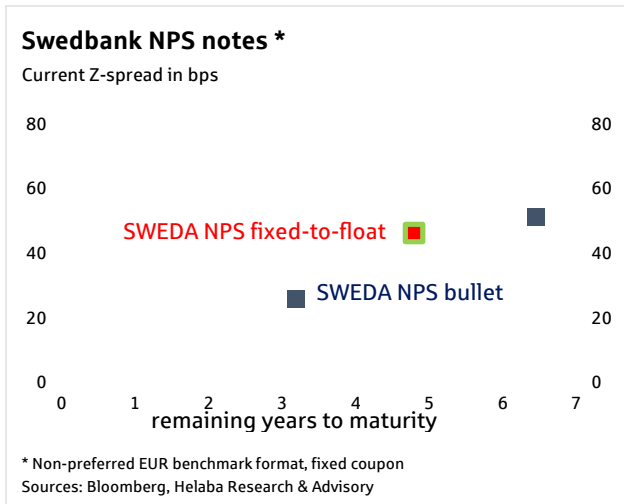 Swedbank NPS notes *
Current Z-spread in bps
80 80
60 60
SWEDA NPS fixed-to-float
40 40
SWEDA NPS bullet
20 20
0 0
0 1 2 3 4 5 6 7
remaining years to maturity
* Non-preferred EUR benchmark format, fixed coupon
Sources: Bloomberg, Helaba Research & Advisory